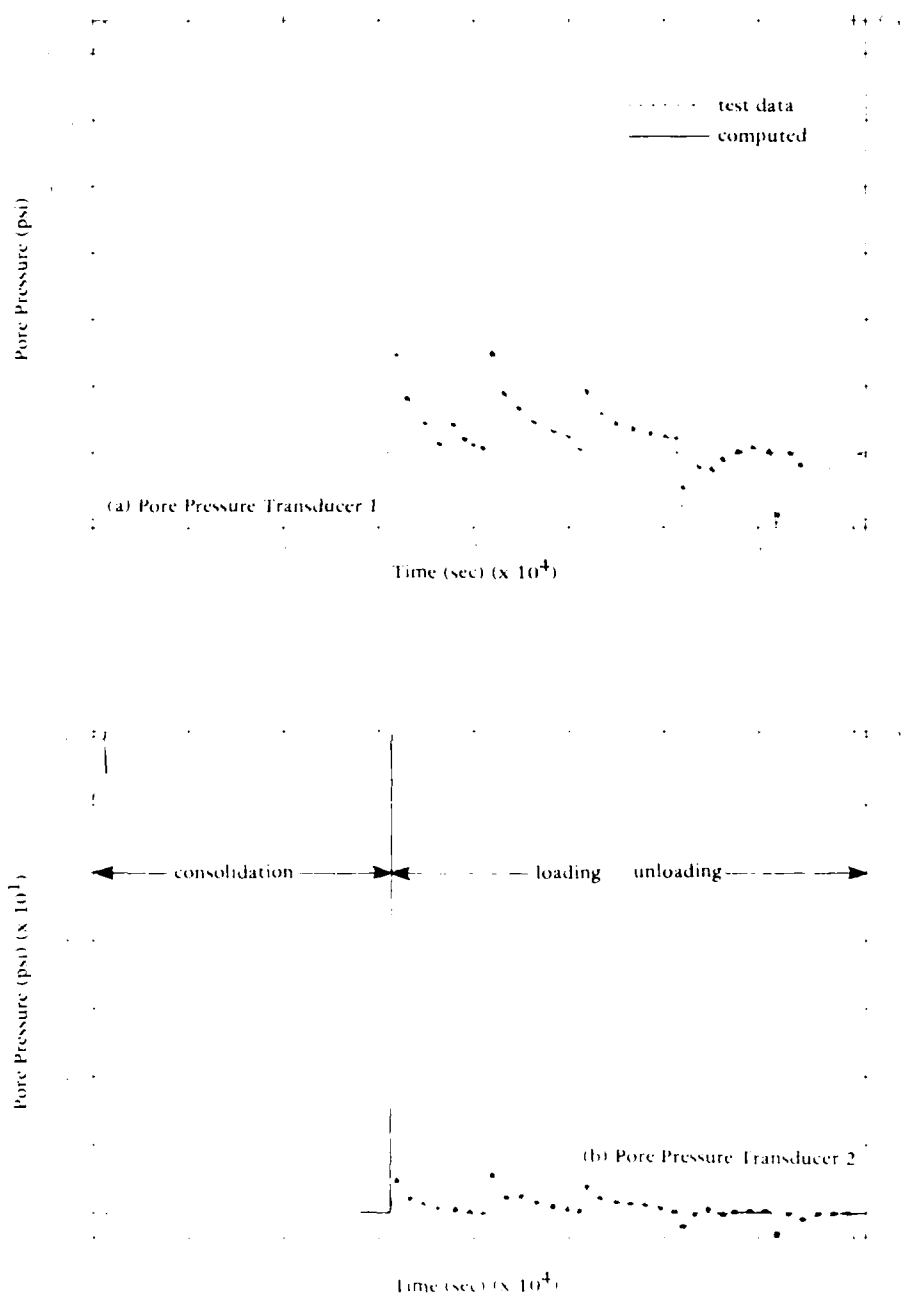 test data
computed
Pore Pressure (psi)
(a) Pore Pressure Transducer 1
Time (sec) (x 10⁴)
consolidation
loading unloading
Pore Pressure (psi) (x 10¹)
(b) Pore Pressure Transducer 2
Time (sec) (x 10⁴)